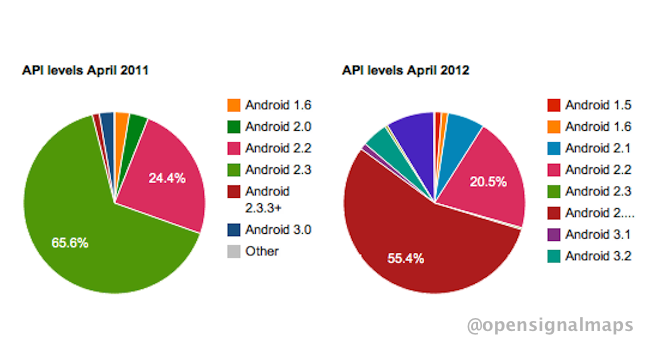 API levels April 2011
Android 1.6
Android 2.0
Android 2.2
Android 2.3
Android
2.3.3+
Android 3.0
Other
24.4%
65.6%
API levels April 2012
Android 1.5
Android 1.6
Android 2.1
Android 2.2
Android 2.3
Android 2....
Android 3.1
Android 3.2
20.5%
55.4%
@opensignalmaps